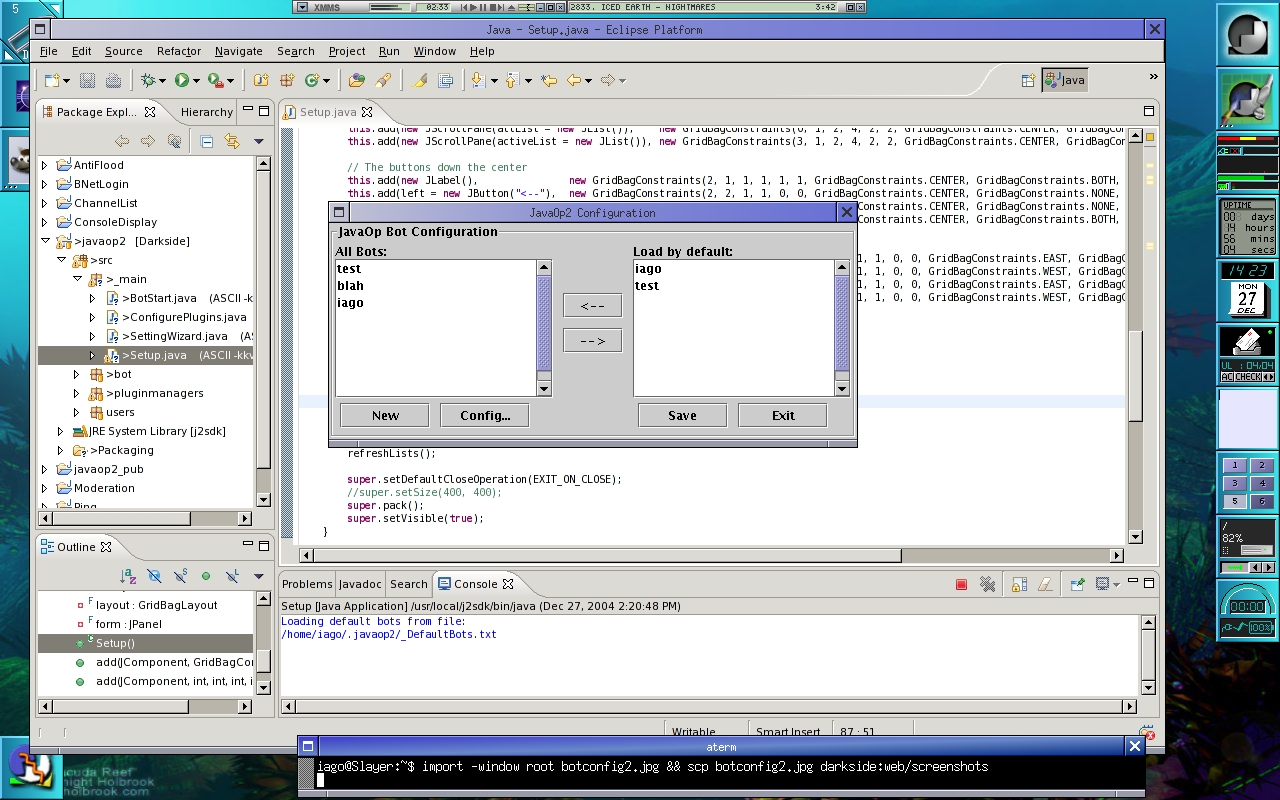 5
XMMS
02:33
2833. ICED EARTH - NIGHTMARES
3:42
Java - Setup.java - Eclipse Platform
File Edit Source Refactor Navigate Search Project Run Window Help
Java
»
Package Expl...
Hierarchy
AntiFlood
BNetLogin
ChannelList
ConsoleDisplay
>javaop2 [Darkside]
>src
>_main
>BotStart.java (ASCII -k
>ConfigurePlugins.java
>SettingWizard.java (AS
>Setup.java (ASCII -kkv
>bot
>pluginmanagers
users
JRE System Library [j2sdk]
>Packaging
javaop2_pub
Moderation
Ping
Setup.java
this.add(new JScrollPane(allList = new JList()), new GridBagConstraints(0, 1, 2, 4, 2, 2, GridBagConstraints.CENTER, GridBagCon
this.add(new JScrollPane(activeList = new JList()), new GridBagConstraints(3, 1, 2, 4, 2, 2, GridBagConstraints.CENTER, GridBagC
// The buttons down the center
this.add(new JLabel(), new GridBagConstraints(2, 1, 1, 1, 1, 1, GridBagConstraints.CENTER, GridBagConstraints.BOTH,
this.add(left = new JButton("<--"), new GridBagConstraints(2, 2, 1, 1, 0, 0, GridBagConstraints.CENTER, GridBagConstraints.NONE,
GridBagConstraints.NONE,
GridBagConstraints.BOTH,
1, 1, 0, 0, GridBagConstraints.EAST, GridBagC
1, 1, 0, 0, GridBagConstraints.WEST, GridBagC
1, 1, 0, 0, GridBagConstraints.EAST, GridBagC
1, 1, 0, 0, GridBagConstraints.WEST, GridBagC
JavaOp2 Configuration
JavaOp Bot Configuration
All Bots:
test
blah
iago
<--
-->
Load by default:
iago
test
New
Config...
Save
Exit
refreshLists();
super.setDefaultCloseOperation(EXIT_ON_CLOSE);
//super.setSize(400, 400);
super.pack();
super.setVisible(true);
}
Outline
layout : GridBagLayout
form : JPanel
Setup()
add(JComponent, GridBagCor
add(JComponent, int, int, int, i
Problems Javadoc Search Console
Setup [Java Application] /usr/local/j2sdk/bin/java (Dec 27, 2004 2:20:48 PM)
Loading default bots from file:
/home/iago/.javaop2/_DefaultBots.txt
Writable
Smart Insert
87 : 51
aterm
iago@Slayer:~$ import -window root botconfig2.jpg && scp botconfig2.jpg darkside:web/screenshots
acuda Reef
night Holbrook
holbrook.com
UPTIME
008 days
14 hours
56 mins
04 secs
14 23
MON
27
DEC
UL : 04/04
AC CHECK
1 2
3 4
5 6
/
82%
00:00
100%